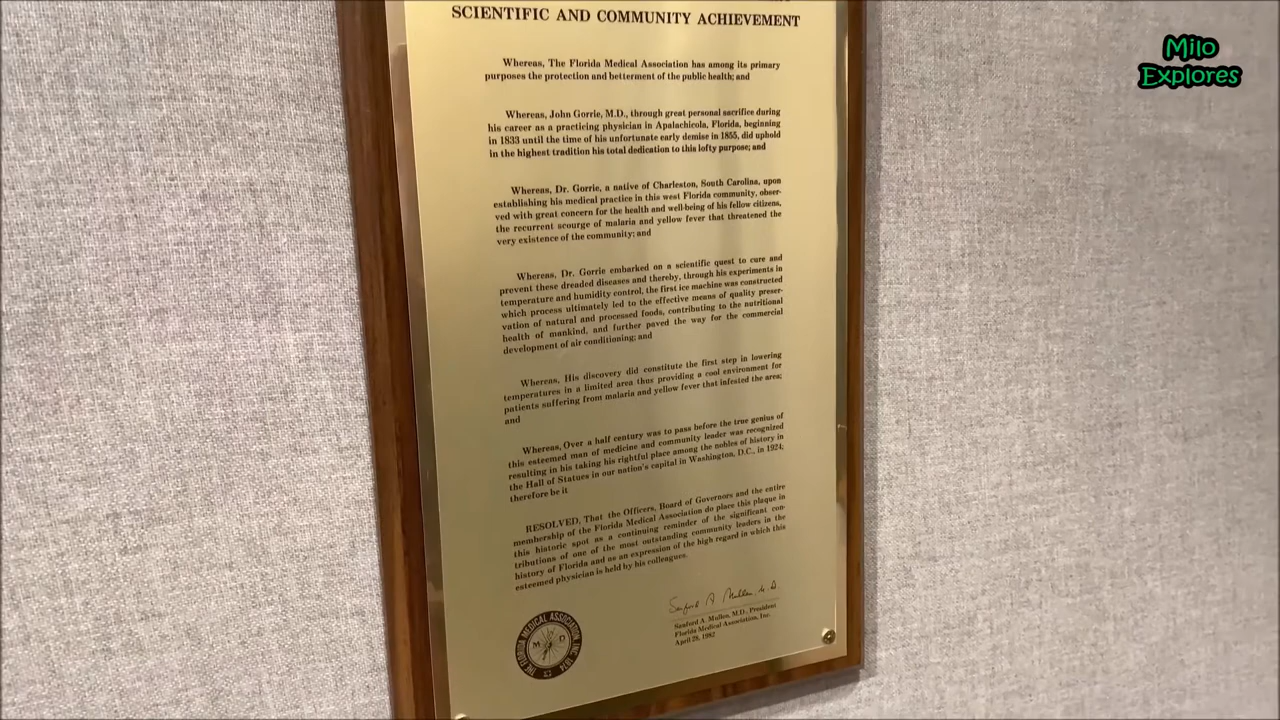 SCIENTIFIC AND COMMUNITY ACHIEVEMENT
Milo
Explores
Whereas, The Florida Medical Association has among its primary
purposes the protection and betterment of the public health; and
Whereas, John Gorrie, M.D., through great personal sacrifice during
his career as a practicing physician in Apalachicola, Florida, beginning
in 1833 until the time of his unfortunate early demise in 1855, did uphold
in the highest tradition his total dedication to this lofty purpose; and
Whereas, Dr. Gorrie, a native of Charleston, South Carolina, upon
establishing his medical practice in this west Florida community, obser-
ved with great concern for the health and well-being of his fellow citizens,
the recurrent scourge of malaria and yellow fever that threatened the
very existence of the community; and
Whereas, Dr. Gorrie embarked on a scientific quest to cure and
prevent these dreaded diseases and thereby, through his experiments in
temperature and humidity control, the first ice machine was constructed
which process ultimately led to the effective means of quality preser-
vation of natural and processed foods, contributing to the nutritional
health of mankind, and further paved the way for the commercial
development of air conditioning; and
Whereas, His discovery did constitute the first step in lowering
temperatures in a limited area thus providing a cool environment for
patients suffering from malaria and yellow fever that infested the area;
and
Whereas, Over a half century was to pass before the true genius of
this esteemed man of medicine and community leader was recognized
resulting in his taking his rightful place among the nobles of history in
the Hall of Statues in our nation's capital in Washington, D.C., in 1924;
therefore be it
RESOLVED, That the Officers, Board of Governors and the entire
membership of the Florida Medical Association do place this plaque in
this historic spot as a continuing reminder of the significant con-
tributions of one of the most outstanding community leaders in the
history of Florida and as an expression of the high regard in which this
esteemed physician is held by his colleagues.
Sanford A. Mullen, M.D.
Sanford A. Mullen, M.D., President
Florida Medical Association, Inc.
April 28, 1982
THE FLORIDA MEDICAL ASSOCIATION, INC. 1874
M D